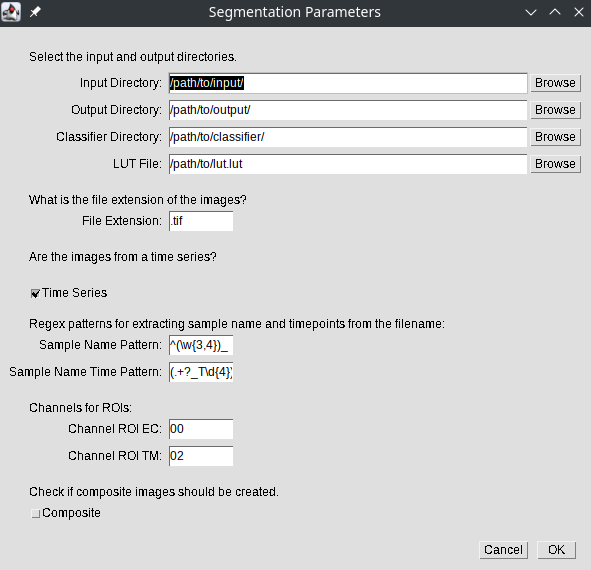 Segmentation Parameters
Select the input and output directories.
Input Directory: /path/to/input/ Browse
Output Directory: /path/to/output/ Browse
Classifier Directory: /path/to/classifier/ Browse
LUT File: /path/to/lut.lut Browse
What is the file extension of the images?
File Extension: .tif
Are the images from a time series?
Time Series
Regex patterns for extracting sample name and timepoints from the filename:
Sample Name Pattern: ^(\w{3,4})_
Sample Name Time Pattern: (.+?_T\d{4})
Channels for ROIs:
Channel ROI EC: 00
Channel ROI TM: 02
Check if composite images should be created.
Composite
Cancel OK